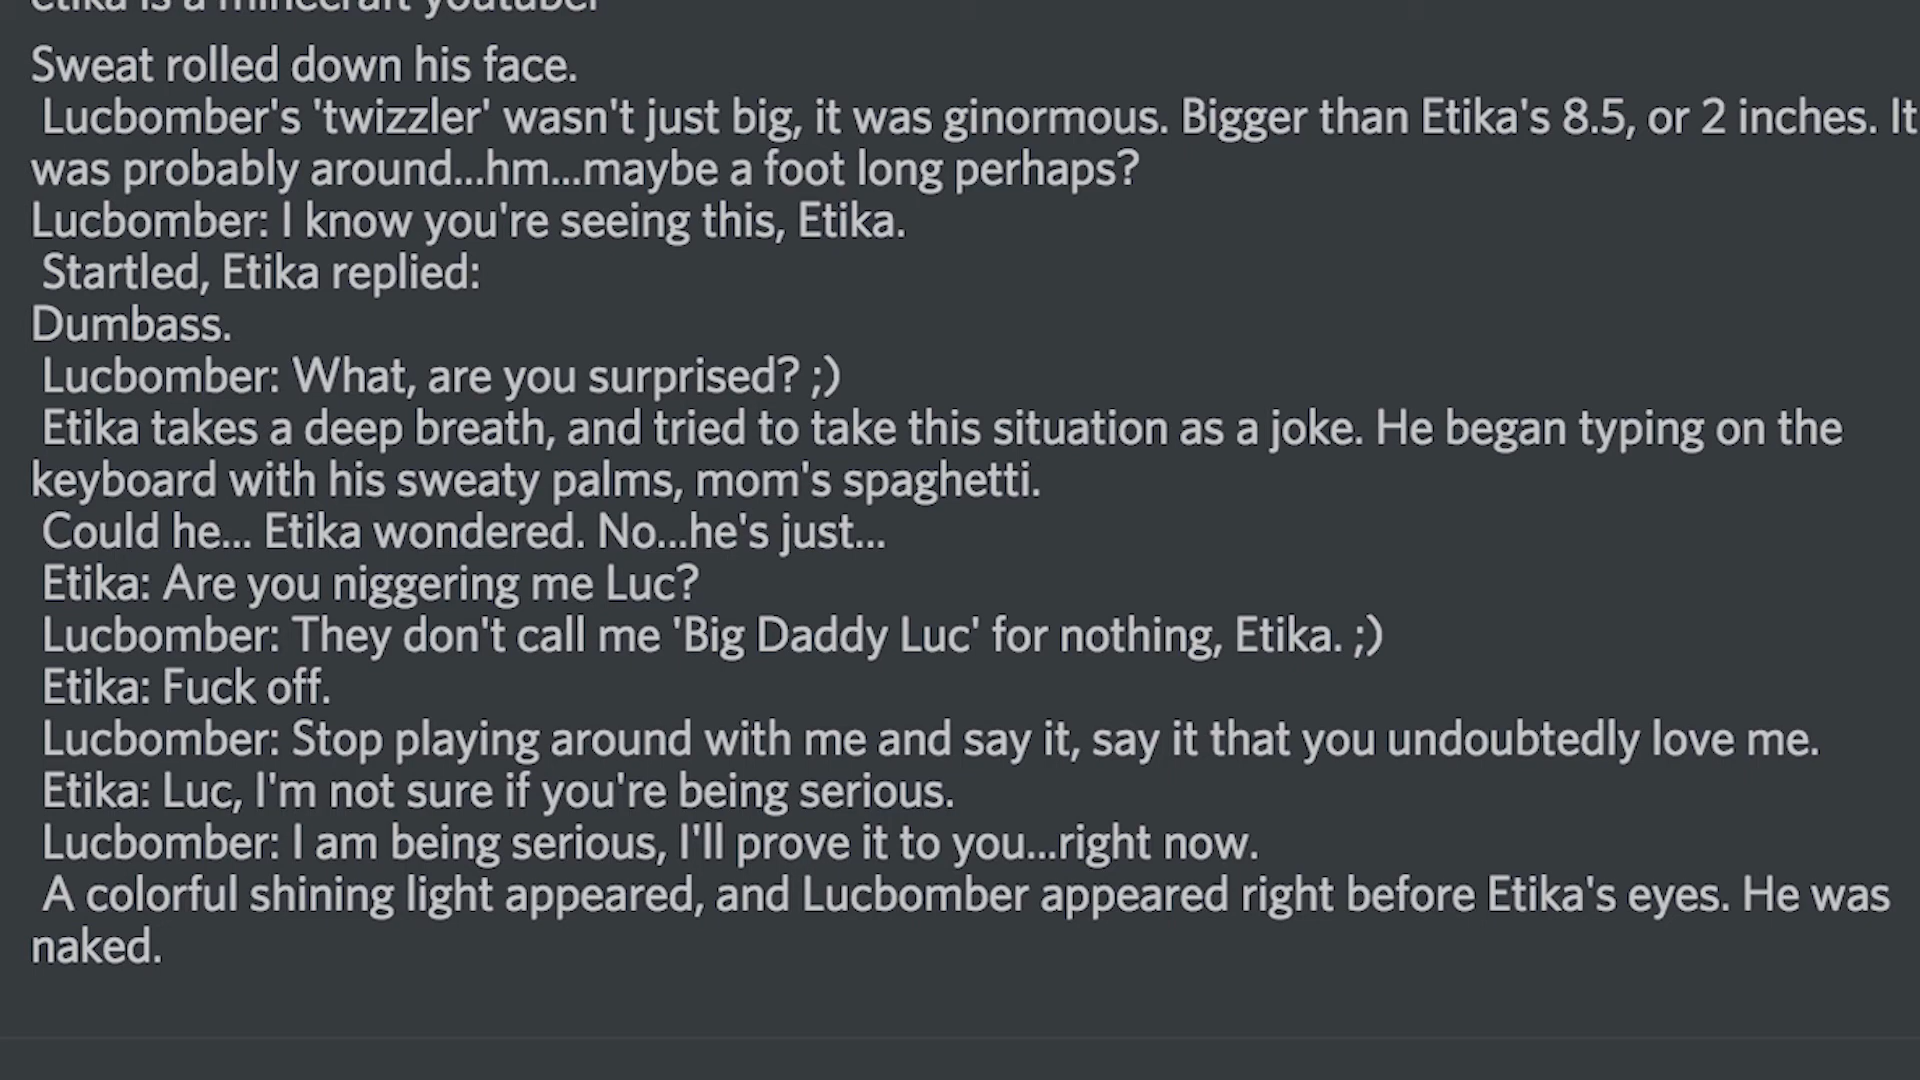 etika is a minecraft youtuber
Sweat rolled down his face.
Lucbomber's 'twizzler' wasn't just big, it was ginormous. Bigger than Etika's 8.5, or 2 inches. It
was probably around...hm...maybe a foot long perhaps?
Lucbomber: I know you're seeing this, Etika.
Startled, Etika replied:
Dumbass.
Lucbomber: What, are you surprised? ;)
Etika takes a deep breath, and tried to take this situation as a joke. He began typing on the
keyboard with his sweaty palms, mom's spaghetti.
Could he... Etika wondered. No...he's just...
Etika: Are you niggering me Luc?
Lucbomber: They don't call me 'Big Daddy Luc' for nothing, Etika. ;)
Etika: Fuck off.
Lucbomber: Stop playing around with me and say it, say it that you undoubtedly love me.
Etika: Luc, I'm not sure if you're being serious.
Lucbomber: I am being serious, I'll prove it to you...right now.
A colorful shining light appeared, and Lucbomber appeared right before Etika's eyes. He was
naked.